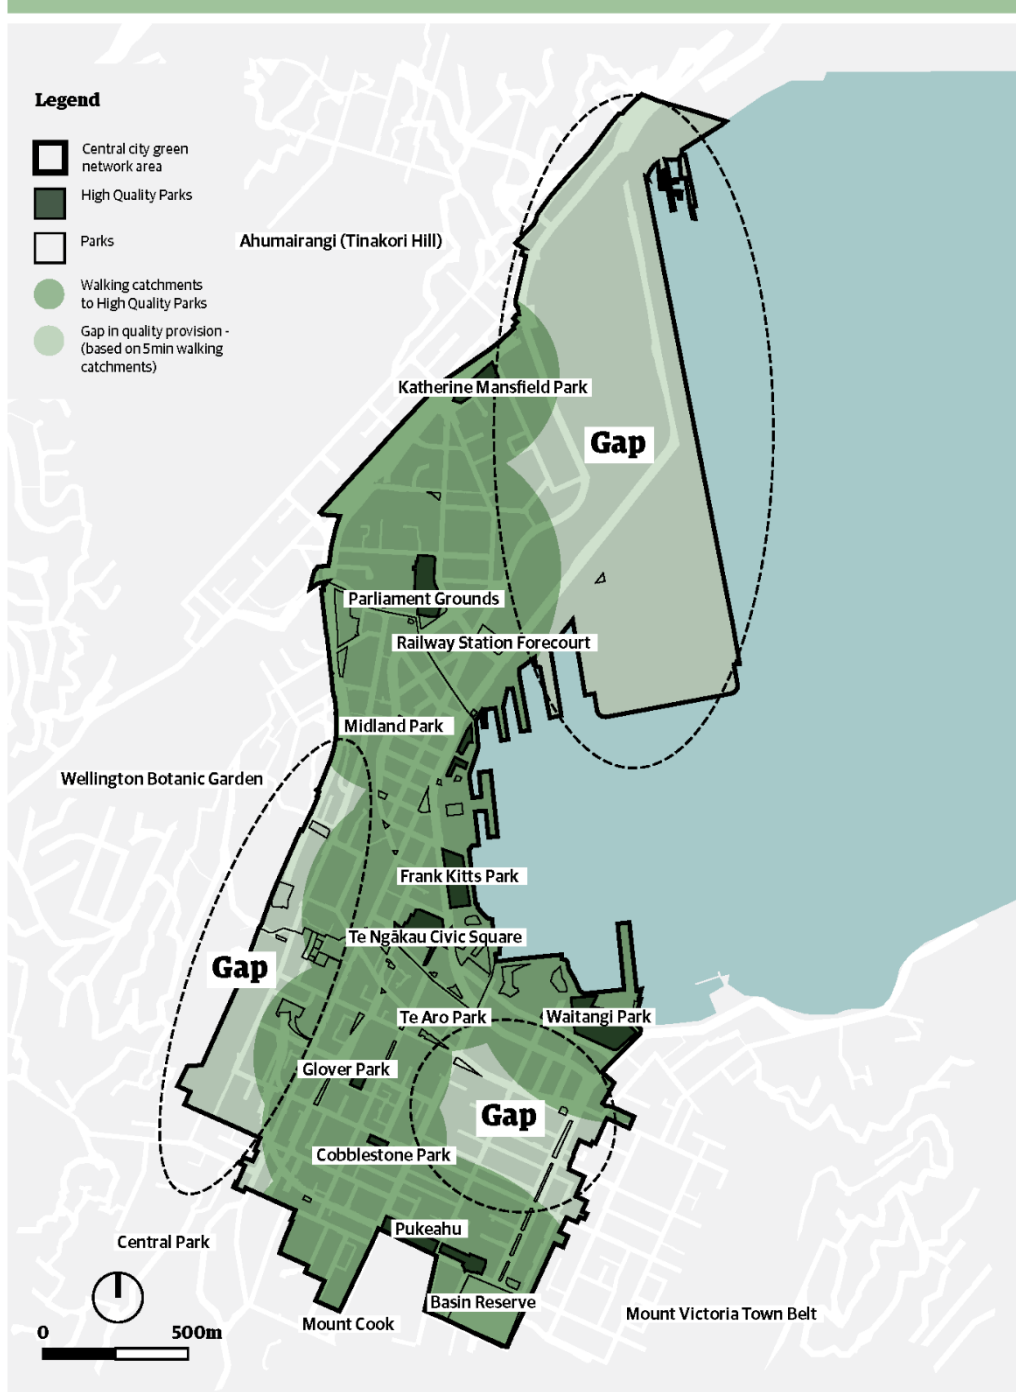 Legend
Central city green
network area
High Quality Parks
Parks
Walking catchments
to High Quality Parks
Gap in quality provision -
(based on 5min walking
catchments)
Ahumairangi (Tinakori Hill)
Katherine Mansfield Park
Gap
Parliament Grounds
Railway Station Forecourt
Midland Park
Wellington Botanic Garden
Frank Kitts Park
Te Ngākau Civic Square
Gap
Te Aro Park
Waitangi Park
Glover Park
Gap
Cobblestone Park
Pukeahu
Central Park
Basin Reserve
Mount Cook
Mount Victoria Town Belt
0
500m